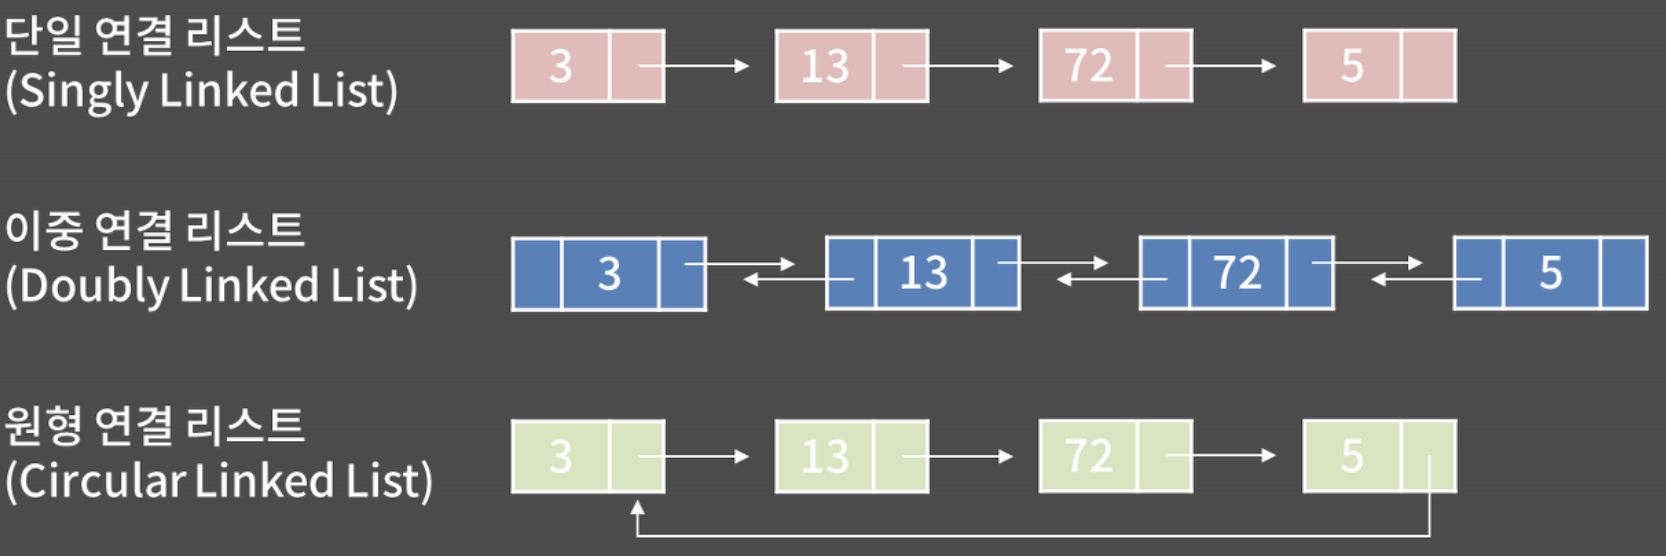 단일 연결 리스트
(Singly Linked List)
3 13 72 5
이중 연결 리스트
(Doubly Linked List)
3 13 72 5
원형 연결 리스트
(Circular Linked List)
3 13 72 5